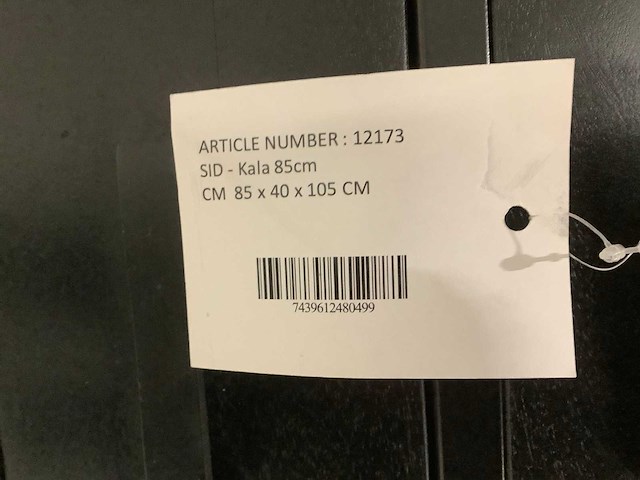 ARTICLE NUMBER : 12173
SID - Kala 85cm
CM 85 x 40 x 105 CM
7439612480499